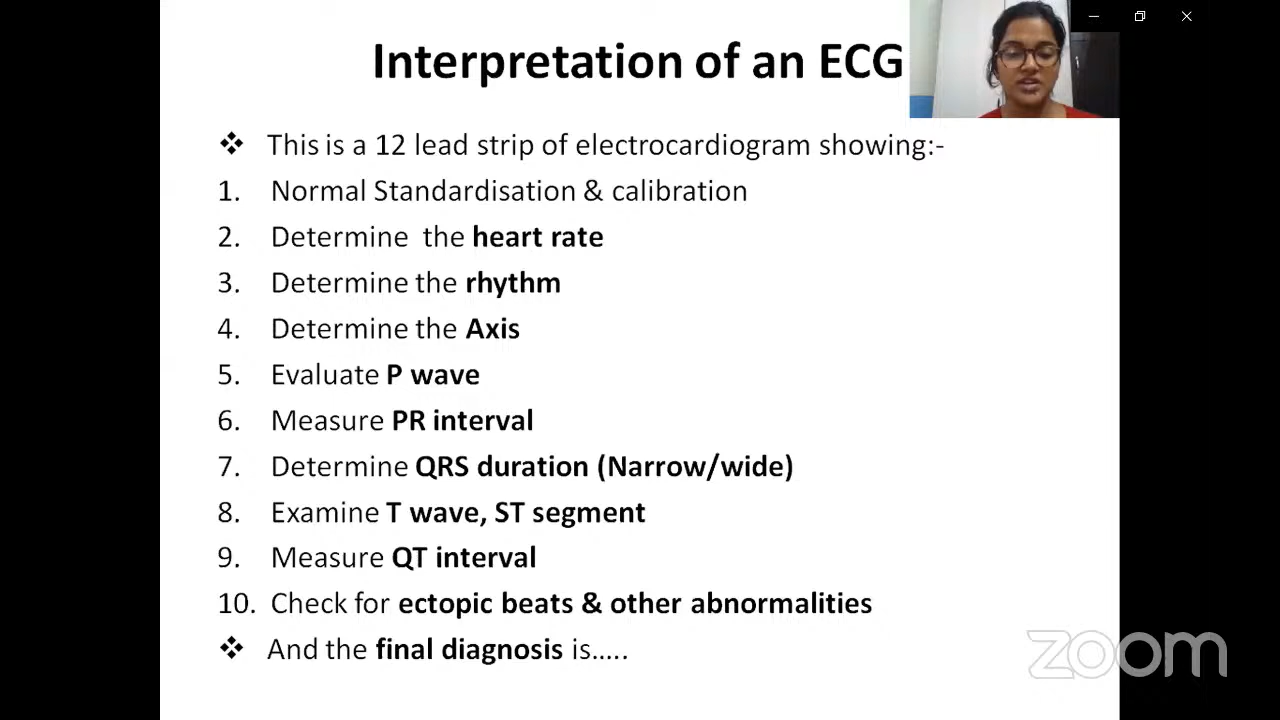 Interpretation of an ECG
❖ This is a 12 lead strip of electrocardiogram showing:-
1. Normal Standardisation & calibration
2. Determine the heart rate
3. Determine the rhythm
4. Determine the Axis
5. Evaluate P wave
6. Measure PR interval
7. Determine QRS duration (Narrow/wide)
8. Examine T wave, ST segment
9. Measure QT interval
10. Check for ectopic beats & other abnormalities
❖ And the final diagnosis is.....
zoom